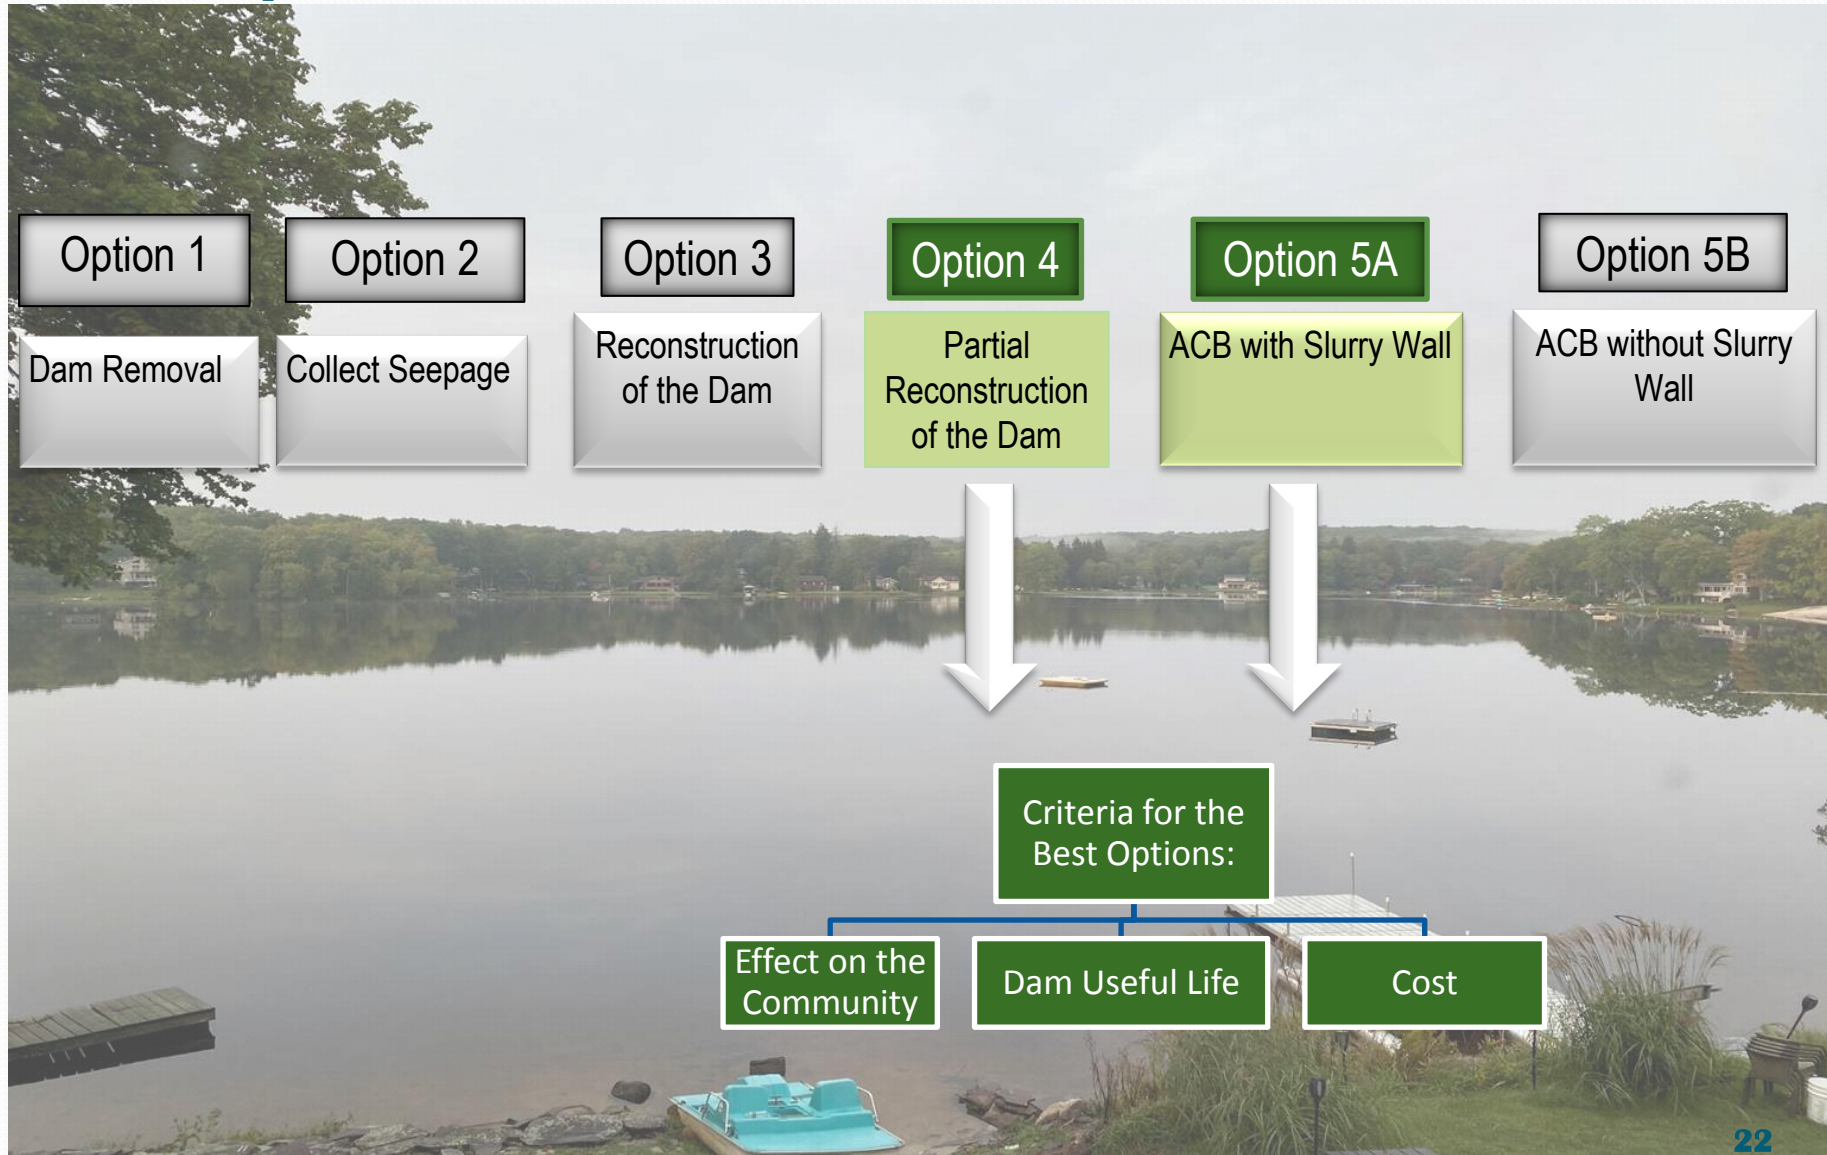 Option 1
Option 2
Option 3
Option 4
Option 5A
Option 5B
Dam Removal
Collect Seepage
Reconstruction
of the Dam
Partial
Reconstruction
of the Dam
ACB with Slurry Wall
ACB without Slurry
Wall
Criteria for the
Best Options:
Effect on the
Community
Dam Useful Life
Cost
22